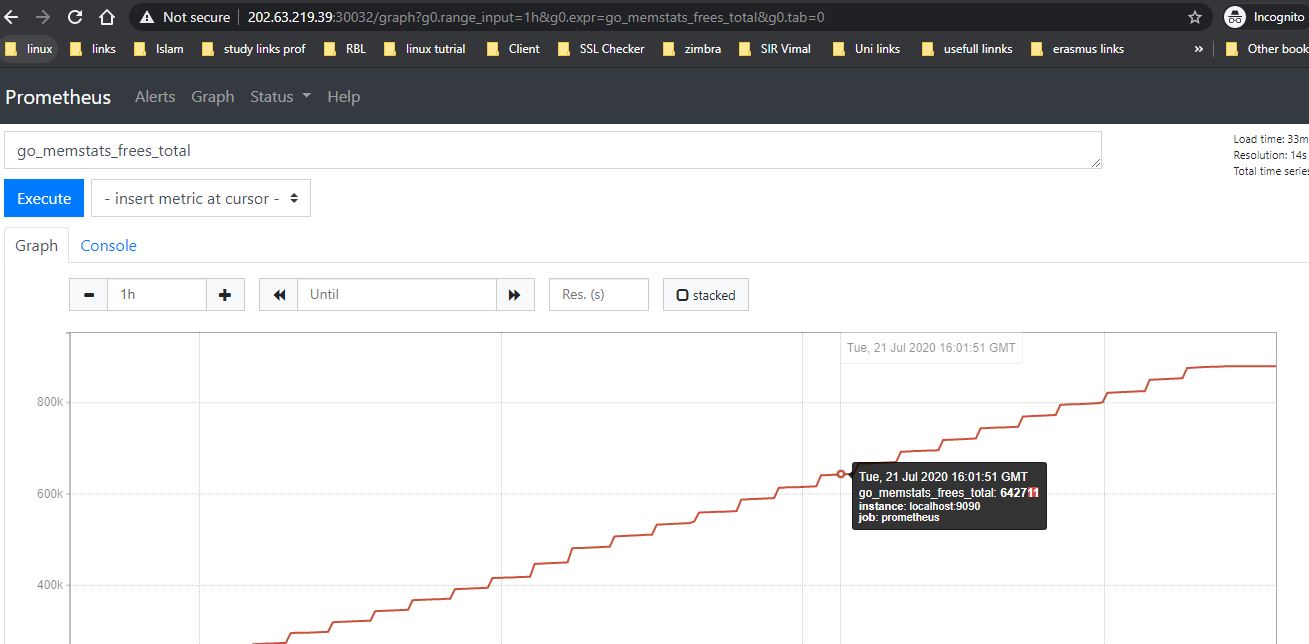 Not secure | 202.63.219.39:30032/graph?g0.range_input=1h&g0.expr=go_memstats_frees_total&g0.tab=0 Incognito
linux links Islam study links prof RBL linux tutrial Client SSL Checker zimbra SIR Vimal Uni links usefull linnks erasmus links » Other book
Prometheus Alerts Graph Status Help
go_memstats_frees_total
Load time: 33m
Resolution: 14s
Total time series
Execute - insert metric at cursor -
Graph Console
1h Until Res. (s) stacked
Tue, 21 Jul 2020 16:01:51 GMT
800k
Tue, 21 Jul 2020 16:01:51 GMT
go_memstats_frees_total: 642711
instance: localhost:9090
job: prometheus
600k
400k